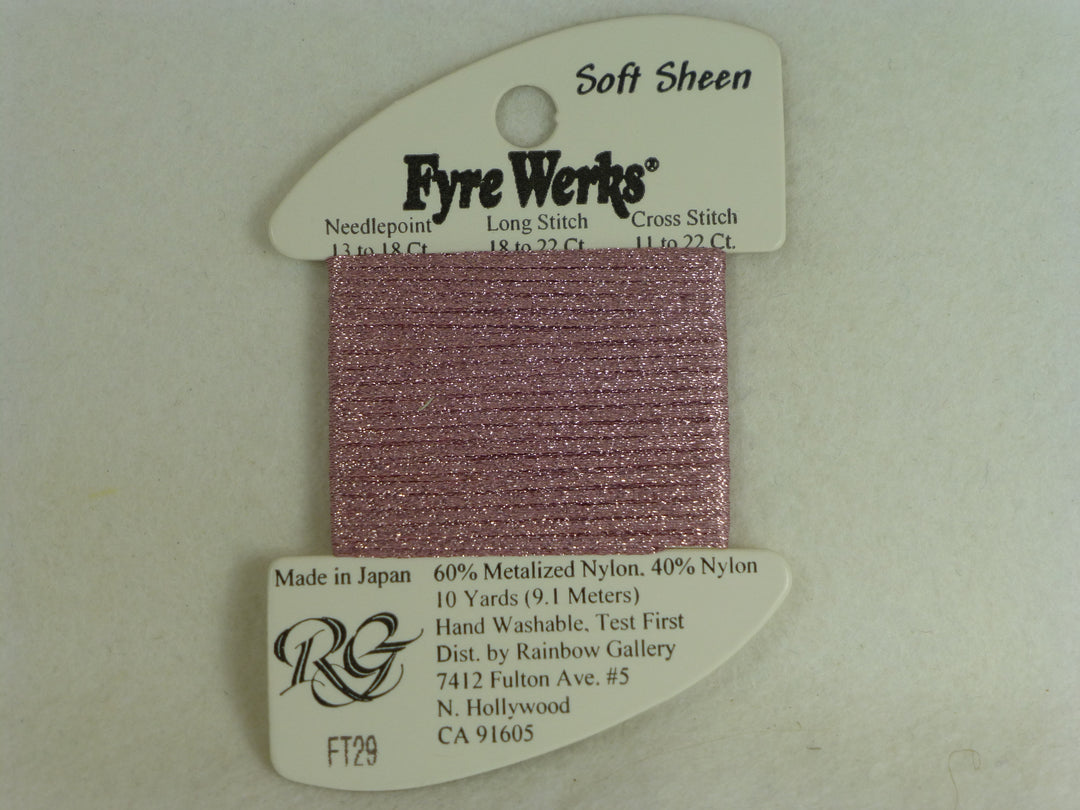 Soft Sheen
Fyre Werks®
Needlepoint Long Stitch Cross Stitch
13 to 18 Ct. 18 to 22 Ct. 11 to 22 Ct.
Made in Japan 60% Metalized Nylon, 40% Nylon
10 Yards (9.1 Meters)
Hand Washable, Test First
Dist. by Rainbow Gallery
7412 Fulton Ave. #5
N. Hollywood
CA 91605
RG
FT29